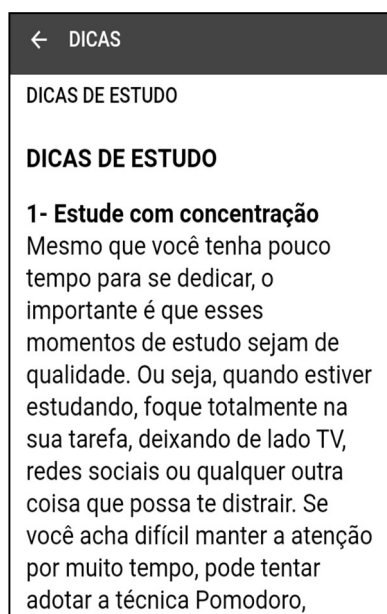 ← DICAS
DICAS DE ESTUDO
DICAS DE ESTUDO
1- Estude com concentração
Mesmo que você tenha pouco
tempo para se dedicar, o
importante é que esses
momentos de estudo sejam de
qualidade. Ou seja, quando estiver
estudando, foque totalmente na
sua tarefa, deixando de lado TV,
redes sociais ou qualquer outra
coisa que possa te distrair. Se
você acha difícil manter a atenção
por muito tempo, pode tentar
adotar a técnica Pomodoro,